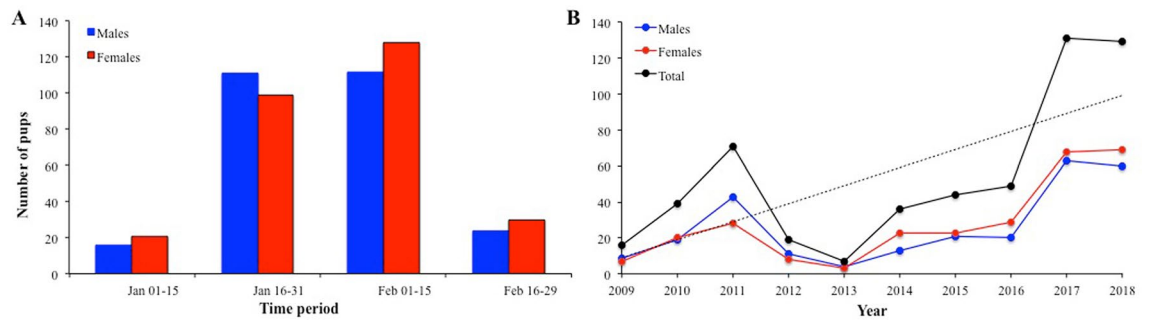 A
Number of pups
140
120
100
80
60
40
20
0
Males
Females
Jan 01-15 Jan 16-31 Feb 01-15 Feb 16-29
Time period
B
140
120
100
80
60
40
20
0
Males
Females
Total
2009 2010 2011 2012 2013 2014 2015 2016 2017 2018
Year